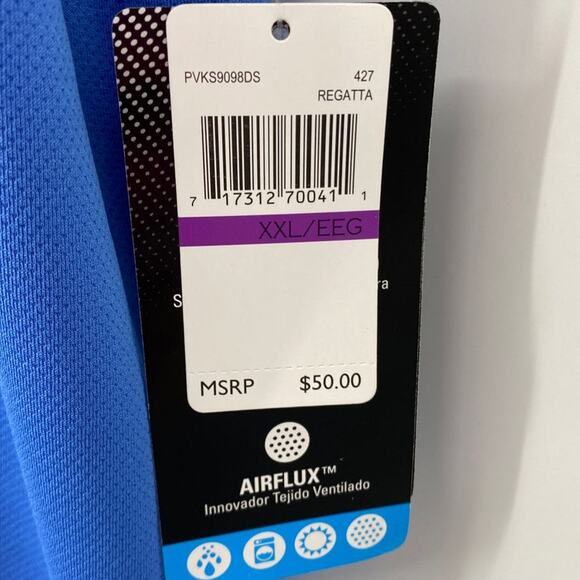 PVKS9098DS 427
REGATTA
7 17312 70041 1
XXL/EEG
MSRP $50.00
AIRFLUX™
Innovador Tejido Ventilado